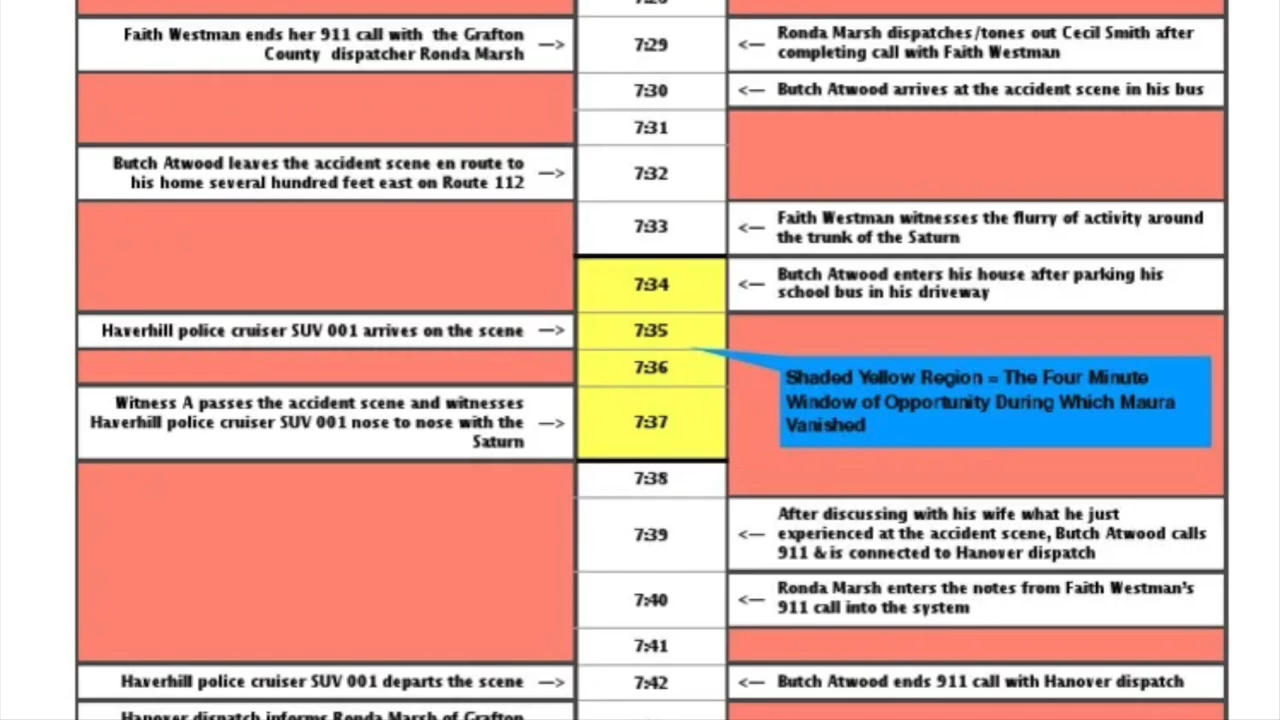 7:28
Faith Westman ends her 911 call with the Grafton
County dispatcher Ronda Marsh
—>
7:29
<—
Ronda Marsh dispatches/tones out Cecil Smith after
completing call with Faith Westman
7:30
<— Butch Atwood arrives at the accident scene in his bus
7:31
Butch Atwood leaves the accident scene en route to
his home several hundred feet east on Route 112
—>
7:32
7:33
<—
Faith Westman witnesses the flurry of activity around
the trunk of the Saturn
7:34
<—
Butch Atwood enters his house after parking his
school bus in his driveway
Haverhill police cruiser SUV 001 arrives on the scene —>
7:35
7:36
Shaded Yellow Region = The Four Minute
Window of Opportunity During Which Maura
Vanished
Witness A passes the accident scene and witnesses
Haverhill police cruiser SUV 001 nose to nose with the
Saturn
—>
7:37
7:38
7:39
<—
After discussing with his wife what he just
experienced at the accident scene, Butch Atwood calls
911 & is connected to Hanover dispatch
7:40
<—
Ronda Marsh enters the notes from Faith Westman's
911 call into the system
7:41
Haverhill police cruiser SUV 001 departs the scene —>
7:42
<— Butch Atwood ends 911 call with Hanover dispatch
Hanover dispatch informs Ronda Marsh of Grafton